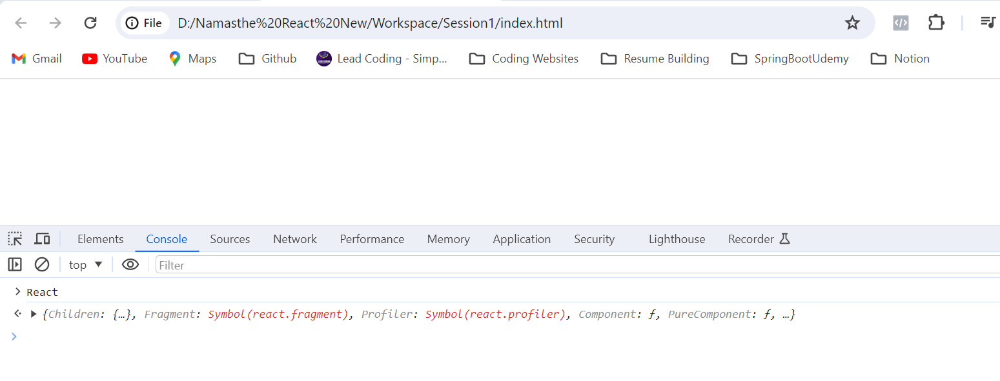 File D:/Namasthe%20React%20New/Workspace/Session1/index.html
Gmail YouTube Maps Github Lead Coding - Simp... Coding Websites Resume Building SpringBootUdemy Notion
Elements Console Sources Network Performance Memory Application Security Lighthouse Recorder
top Filter
> React
{Children: {…}, Fragment: Symbol(react.fragment), Profiler: Symbol(react.profiler), Component: ƒ, PureComponent: ƒ, …}
>